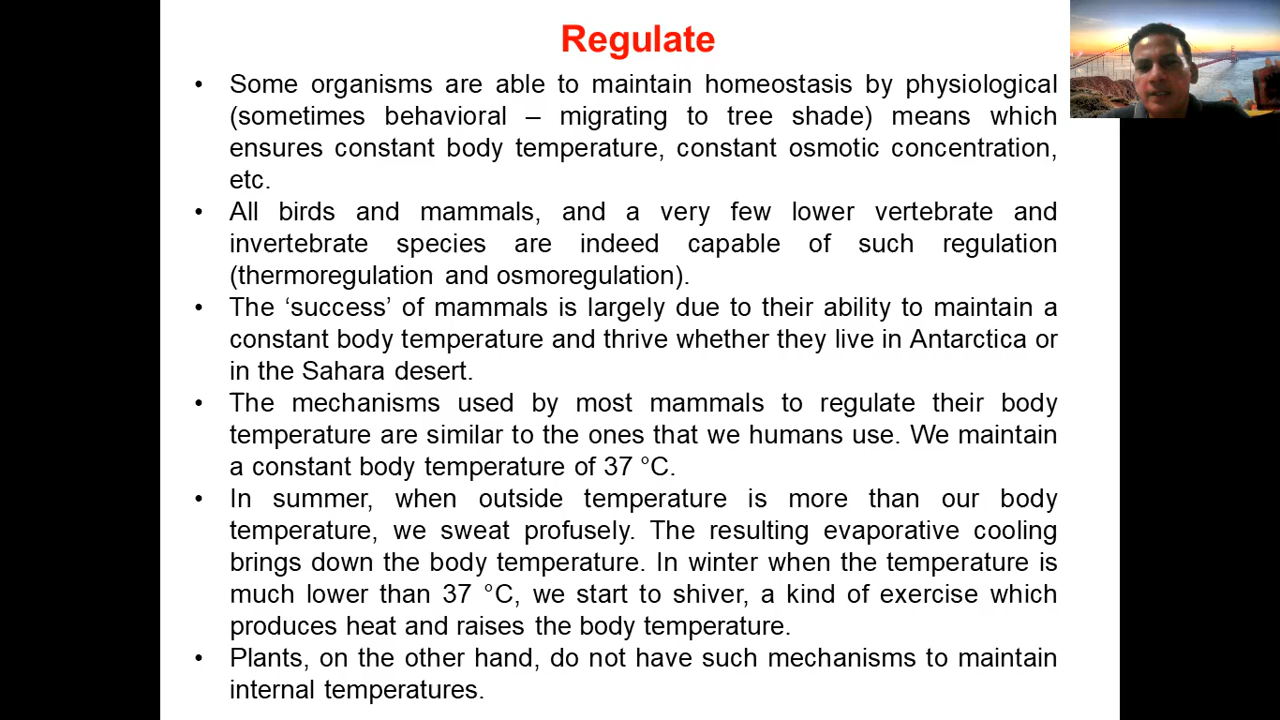 Regulate
• Some organisms are able to maintain homeostasis by physiological
(sometimes behavioral – migrating to tree shade) means which
ensures constant body temperature, constant osmotic concentration,
etc.
• All birds and mammals, and a very few lower vertebrate and
invertebrate species are indeed capable of such regulation
(thermoregulation and osmoregulation).
• The ‘success’ of mammals is largely due to their ability to maintain a
constant body temperature and thrive whether they live in Antarctica or
in the Sahara desert.
• The mechanisms used by most mammals to regulate their body
temperature are similar to the ones that we humans use. We maintain
a constant body temperature of 37 °C.
• In summer, when outside temperature is more than our body
temperature, we sweat profusely. The resulting evaporative cooling
brings down the body temperature. In winter when the temperature is
much lower than 37 °C, we start to shiver, a kind of exercise which
produces heat and raises the body temperature.
• Plants, on the other hand, do not have such mechanisms to maintain
internal temperatures.